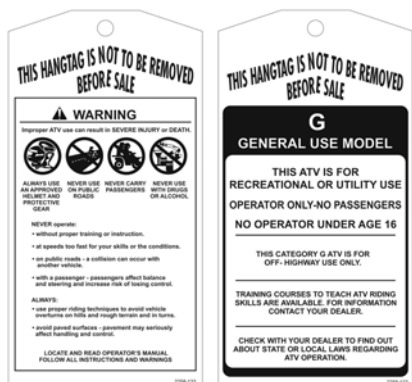 THIS HANGTAG IS NOT TO BE REMOVED
BEFORE SALE
WARNING
Improper ATV use can result in SEVERE INJURY or DEATH.
ALWAYS USE
AN APPROVED
HELMET AND
PROTECTIVE
GEAR
NEVER USE
ON PUBLIC
ROADS
NEVER CARRY
PASSENGERS
NEVER USE
WITH DRUGS
OR ALCOHOL
NEVER operate:
• without proper training or instruction.
• at speeds too fast for your skills or the conditions.
• on public roads - a collision can occur with
another vehicle.
• with a passenger - passengers affect balance
and steering and increase risk of losing control.
ALWAYS:
• use proper riding techniques to avoid vehicle
overturns on hills and rough terrain and in turns.
• avoid paved surfaces - pavement may seriously
affect handling and control.
LOCATE AND READ OPERATOR'S MANUAL
FOLLOW ALL INSTRUCTIONS AND WARNINGS
THIS HANGTAG IS NOT TO BE REMOVED
BEFORE SALE
G
GENERAL USE MODEL
THIS ATV IS FOR
RECREATIONAL OR UTILITY USE
OPERATOR ONLY-NO PASSENGERS
NO OPERATOR UNDER AGE 16
THIS CATEGORY G ATV IS FOR
OFF- HIGHWAY USE ONLY.
TRAINING COURSES TO TEACH ATV RIDING
SKILLS ARE AVAILABLE. FOR INFORMATION
CONTACT YOUR DEALER.
CHECK WITH YOUR DEALER TO FIND OUT
ABOUT STATE OR LOCAL LAWS REGARDING
ATV OPERATION.